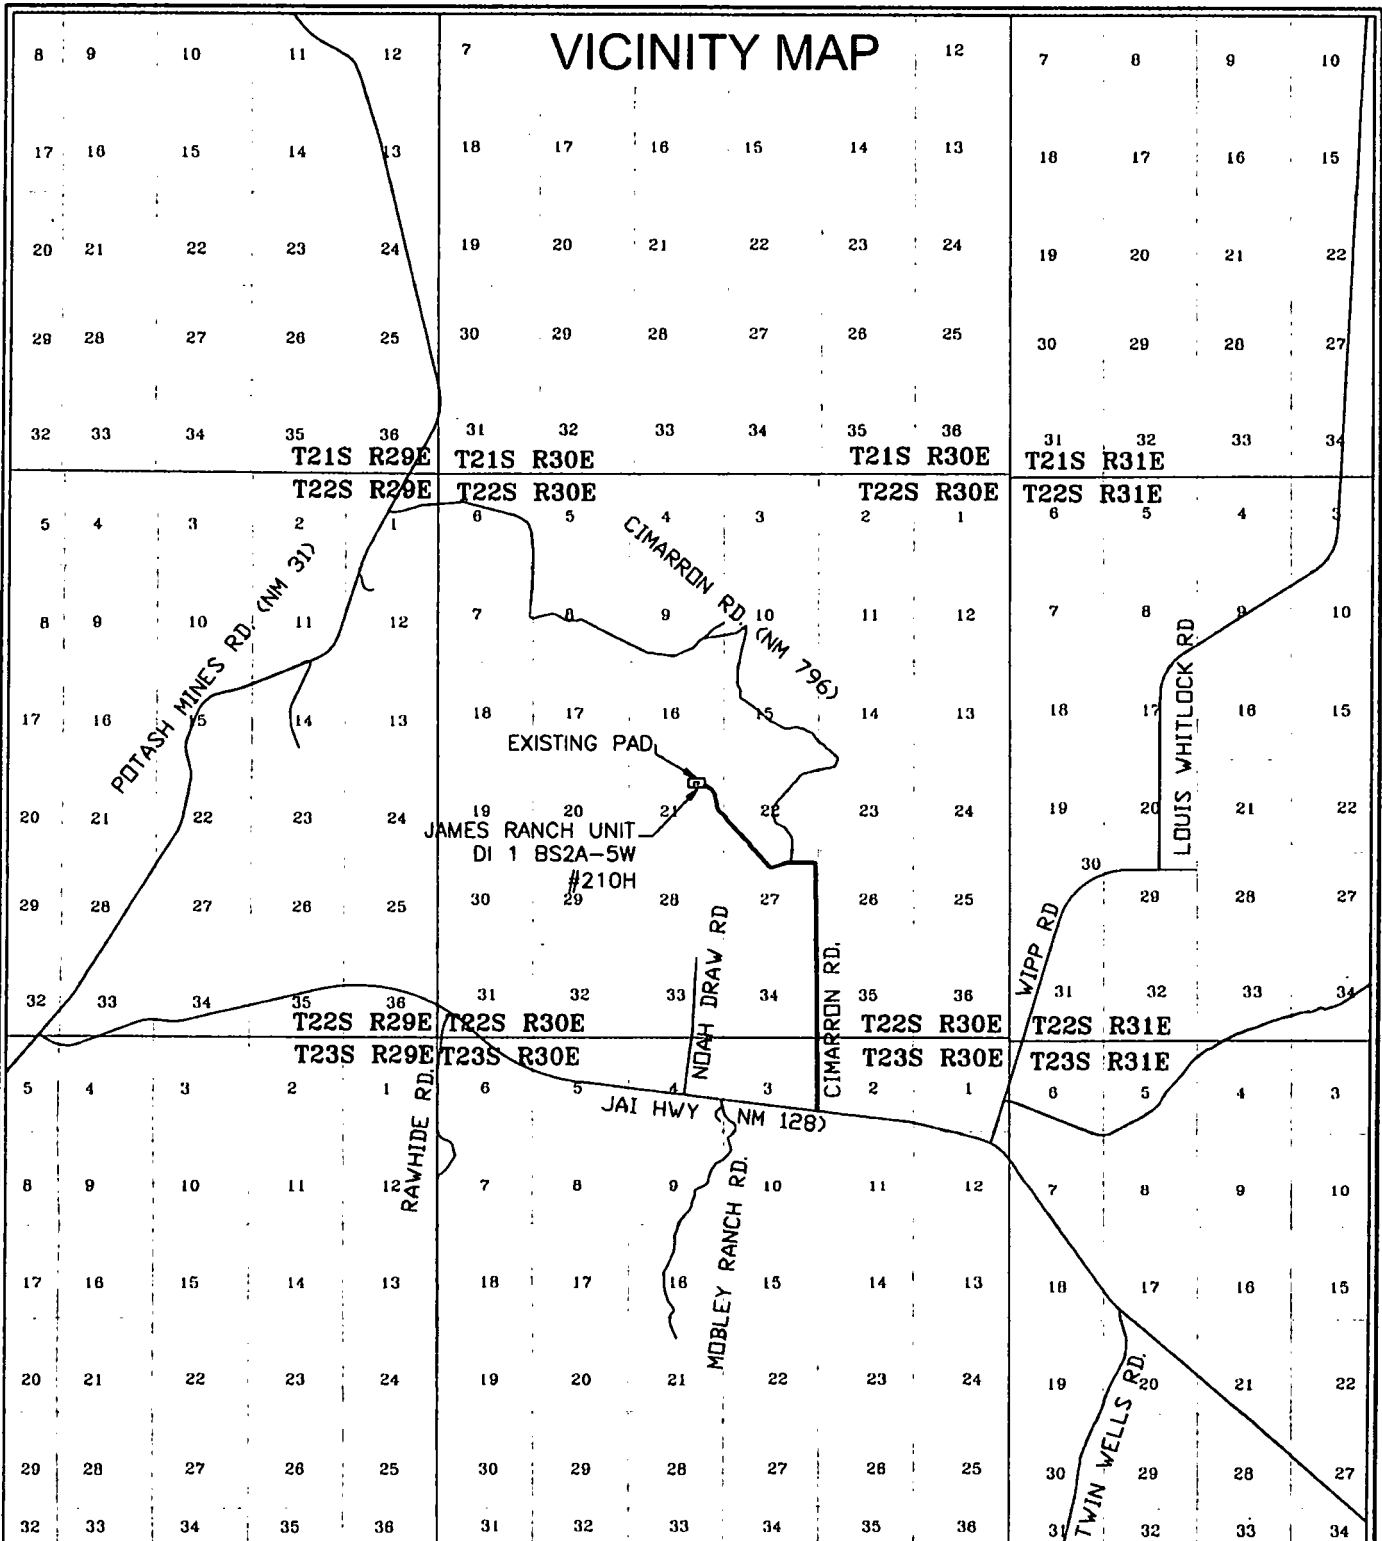 VICINITY MAP
8 9 10 11 12 7 12 7 8 9 10
17 16 15 14 13 18 17 16 15 14 13 18 17 16 15
20 21 22 23 24 19 20 21 22 23 24 19 20 21 22
29 28 27 26 25 30 29 28 27 26 25 30 29 28 27
32 33 34 35 36 31 32 33 34 35 36 31 32 33 34
T21S R29E T21S R30E T21S R30E T21S R31E
T22S R29E T22S R30E T22S R30E T22S R31E
5 4 3 2 1 6 5 4 3 2 1 6 5 4 3
CIMARRON RD. (NM 796)
POTASH MINES RD. (NM 31)
8 9 10 11 12 7 8 9 10 11 12 7 8 9 10
LOUIS WHITLOCK RD
17 16 15 14 13 18 17 16 15 14 13 18 17 16 15
EXISTING PAD
20 21 22 23 24 19 20 21 22 23 24 19 20 21 22
JAMES RANCH UNIT
DI 1 BS2A-5W
#210H
29 28 27 26 25 30 29 28 27 26 25 30 29 28 27
NOAH DRAW RD
CIMARRON RD.
WIPP RD
32 33 34 35 36 31 32 33 34 35 36 31 32 33 34
T22S R29E T22S R30E T22S R30E T22S R31E
T23S R29E T23S R30E T23S R30E T23S R31E
5 4 3 2 1 6 5 4 3 2 1 6 5 4 3
JAI HWY (NM 128)
RAWHIDE RD.
8 9 10 11 12 7 8 9 10 11 12 7 8 9 10
MOBLEY RANCH RD.
17 16 15 14 13 18 17 16 15 14 13 18 17 16 15
20 21 22 23 24 19 20 21 22 23 24 19 20 21 22
TWIN WELLS RD.
29 28 27 26 25 30 29 28 27 26 25 30 29 28 27
32 33 34 35 36 31 32 33 34 35 36 31 32 33 34